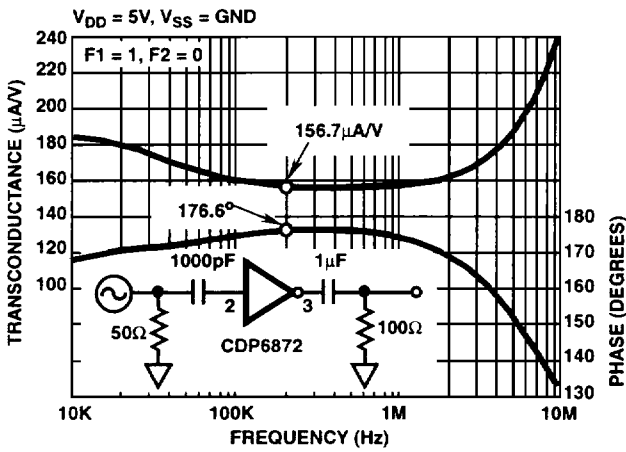 V_DD = 5V, V_SS = GND
F1 = 1, F2 = 0
TRANSCONDUCTANCE (μA/V)
240
220
200
180
160
140
120
100
156.7μA/V
176.6°
1000pF
1μF
2
3
50Ω
100Ω
CDP6872
180
170
160
150
140
130
PHASE (DEGREES)
10K
100K
1M
10M
FREQUENCY (Hz)